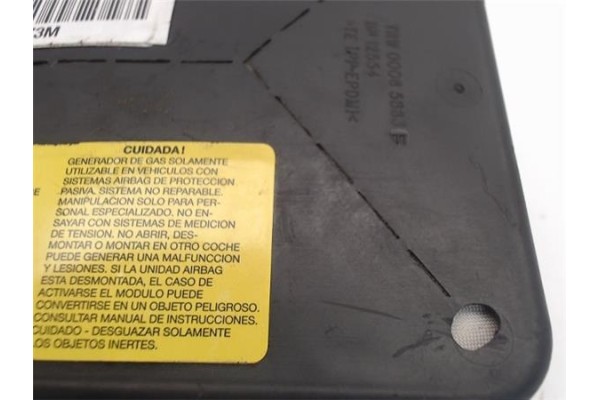 73M
CUIDADA!
GENERADOR DE GAS SOLAMENTE
UTILIZABLE EN VEHICULOS CON
SISTEMAS AIRBAG DE PROTECCION
PASIVA. SISTEMA NO REPARABLE.
MANIPULACION SOLO PARA PER-
SONAL ESPECIALIZADO. NO EN-
SAYAR CON SISTEMAS DE MEDICION
DE TENSION. NO ABRIR, DES-
MONTAR O MONTAR EN OTRO COCHE
PUEDE GENERAR UNA MALFUNCCION
Y LESIONES. SI LA UNIDAD AIRBAG
ESTA DESMONTADA, EL CASO DE
ACTIVARSE EL MODULO PUEDE
CONVERTIRSE EN UN OBJETO PELIGROSO.
CONSULTAR MANUAL DE INSTRUCCIONES.
CUIDADO - DESGUAZAR SOLAMENTE
LOS OBJETOS INERTES.
DE